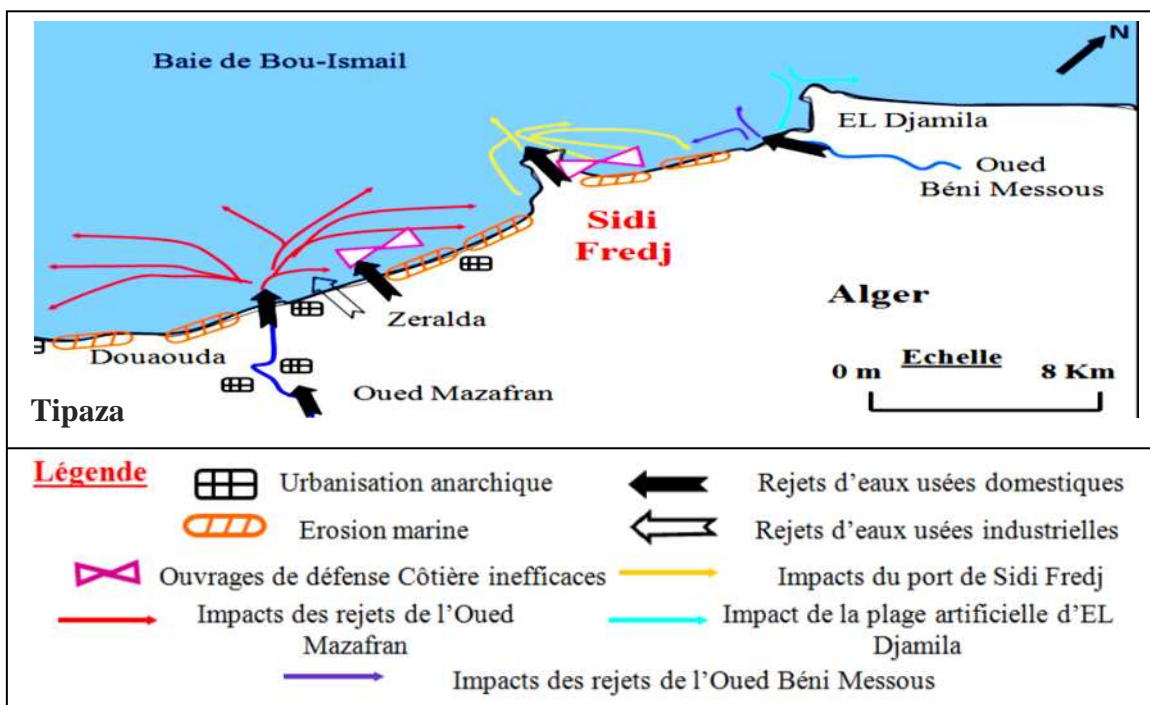 N
Baie de Bou-Ismail
EL Djamila
Oued
Béni Messous
Sidi
Fredj
Alger
Zeralda
Echelle
0 m
8 Km
Douaouda
Oued Mazafran
Tipaza
Légende
Urbanisation anarchique
Rejets d'eaux usées domestiques
Erosion marine
Rejets d'eaux usées industrielles
Ouvrages de défense Côtière inefficaces
Impacts du port de Sidi Fredj
Impacts des rejets de l'Oued
Mazafran
Impact de la plage artificielle d'EL
Djamila
Impacts des rejets de l'Oued Béni Messous